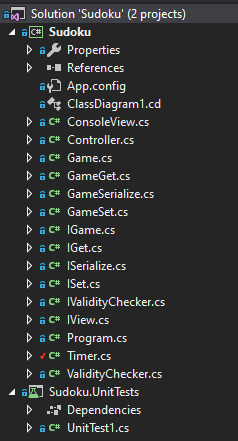 Solution 'Sudoku' (2 projects)
C# Sudoku
Properties
References
App.config
ClassDiagram1.cd
C# ConsoleView.cs
C# Controller.cs
C# Game.cs
C# GameGet.cs
C# GameSerialize.cs
C# GameSet.cs
C# IGame.cs
C# IGet.cs
C# ISerialize.cs
C# ISet.cs
C# IValidityChecker.cs
C# IView.cs
C# Program.cs
C# Timer.cs
C# ValidityChecker.cs
Sudoku.UnitTests
Dependencies
C# UnitTest1.cs